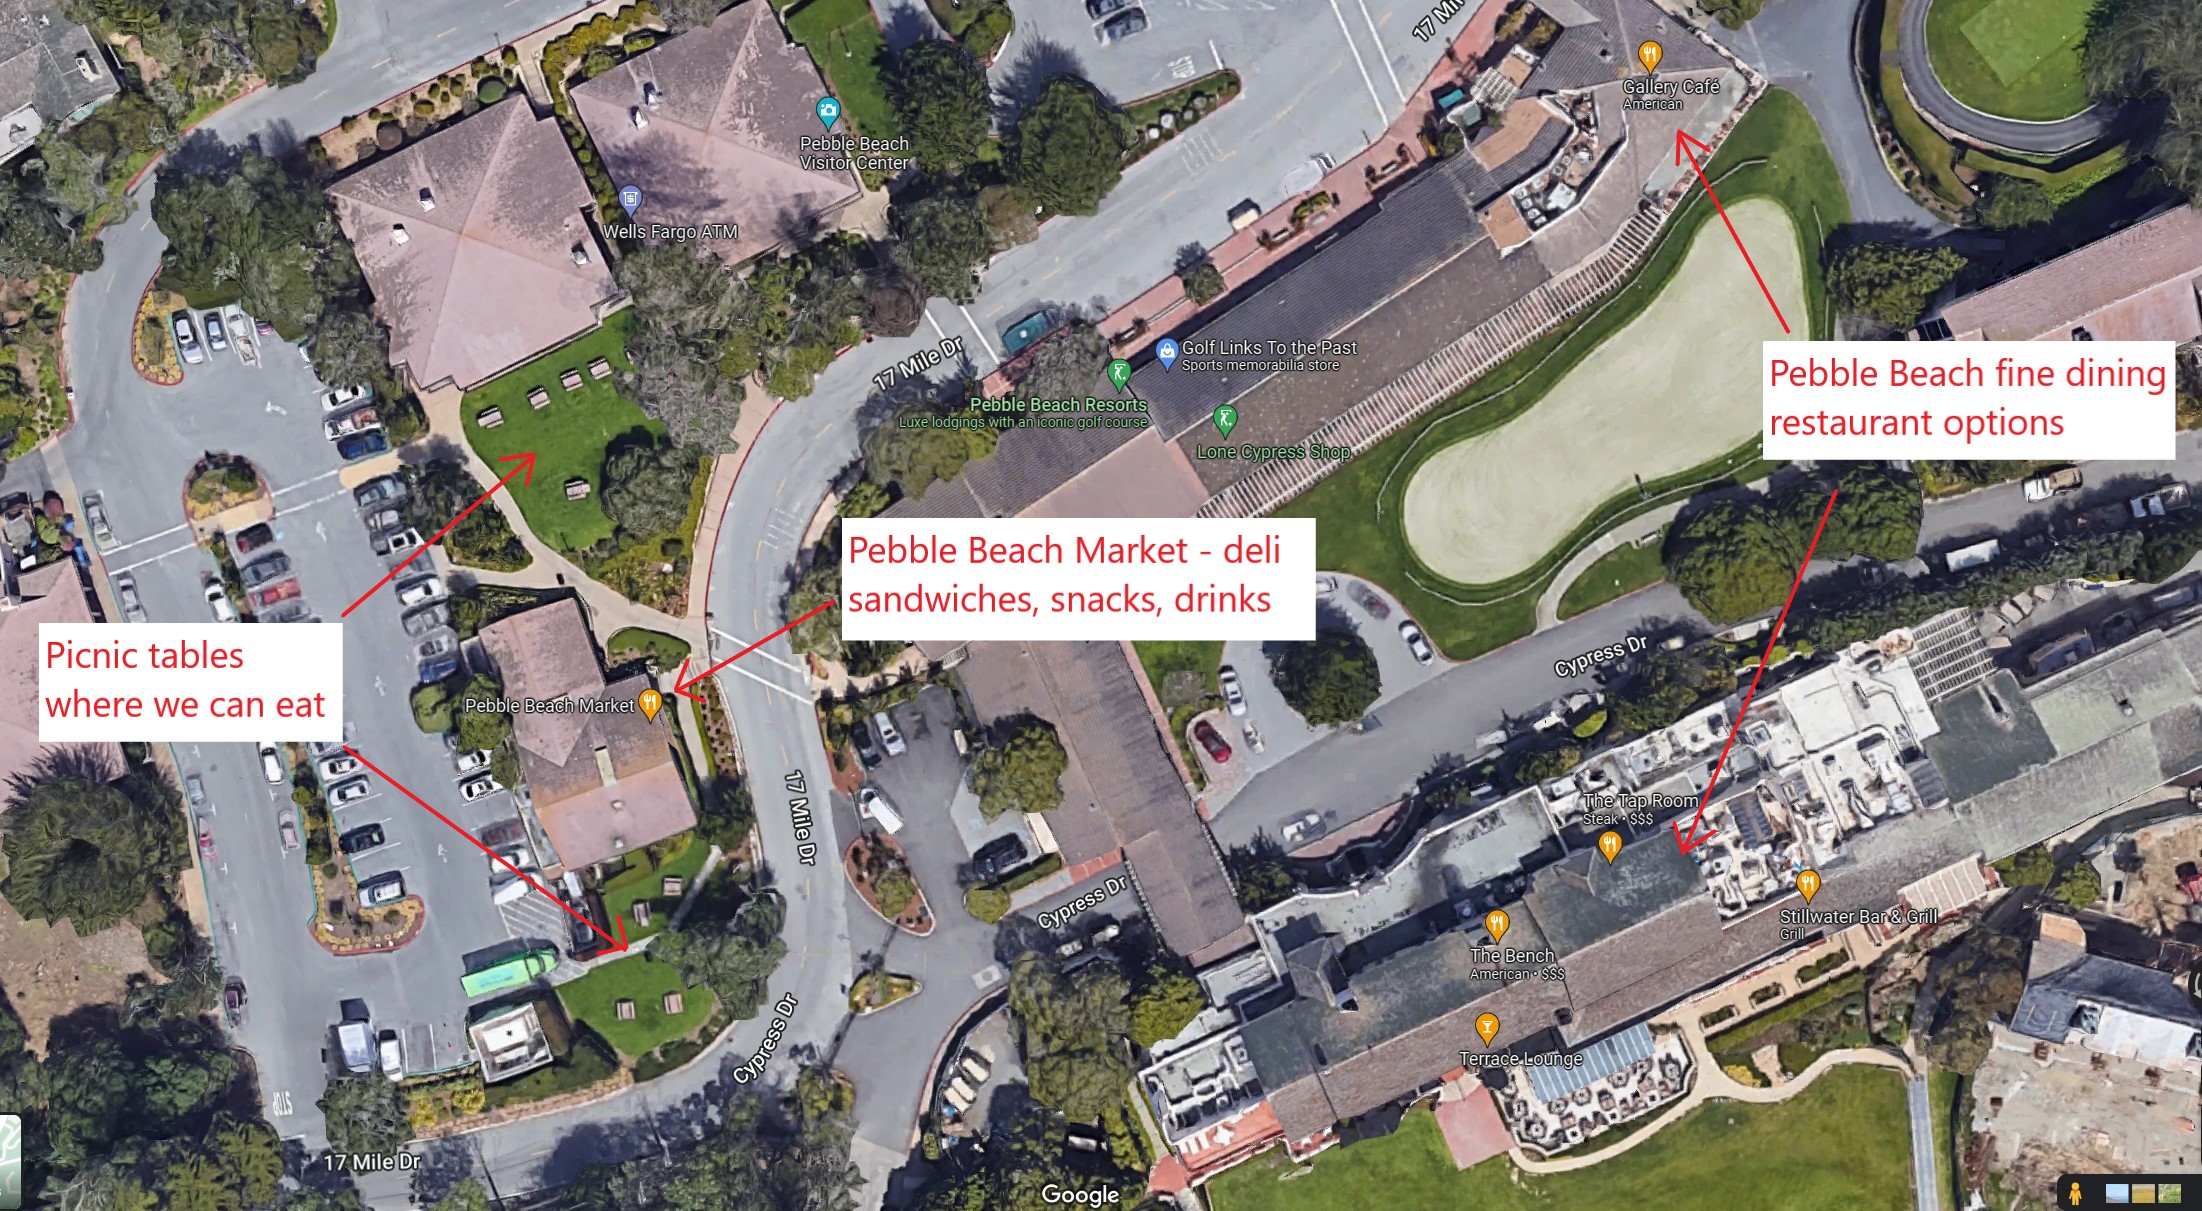 17 Mil
Gallery Café
American
Pebble Beach
Visitor Center
STOP
Wells Fargo ATM
17 Mile Dr
Golf Links To the Past
Sports memorabilia store
Pebble Beach Resorts
Luxe lodgings with an iconic golf course
Lone Cypress Shop
Pebble Beach fine dining
restaurant options
Pebble Beach Market - deli
sandwiches, snacks, drinks
Picnic tables
where we can eat
Pebble Beach Market
Cypress Dr
17 Mile Dr
The Tap Room
Steak • $$$
Cypress Dr
Stillwater Bar & Grill
Grill
The Bench
American • $$$
Terrace Lounge
Cypress Dr
STOP
17 Mile Dr
Google